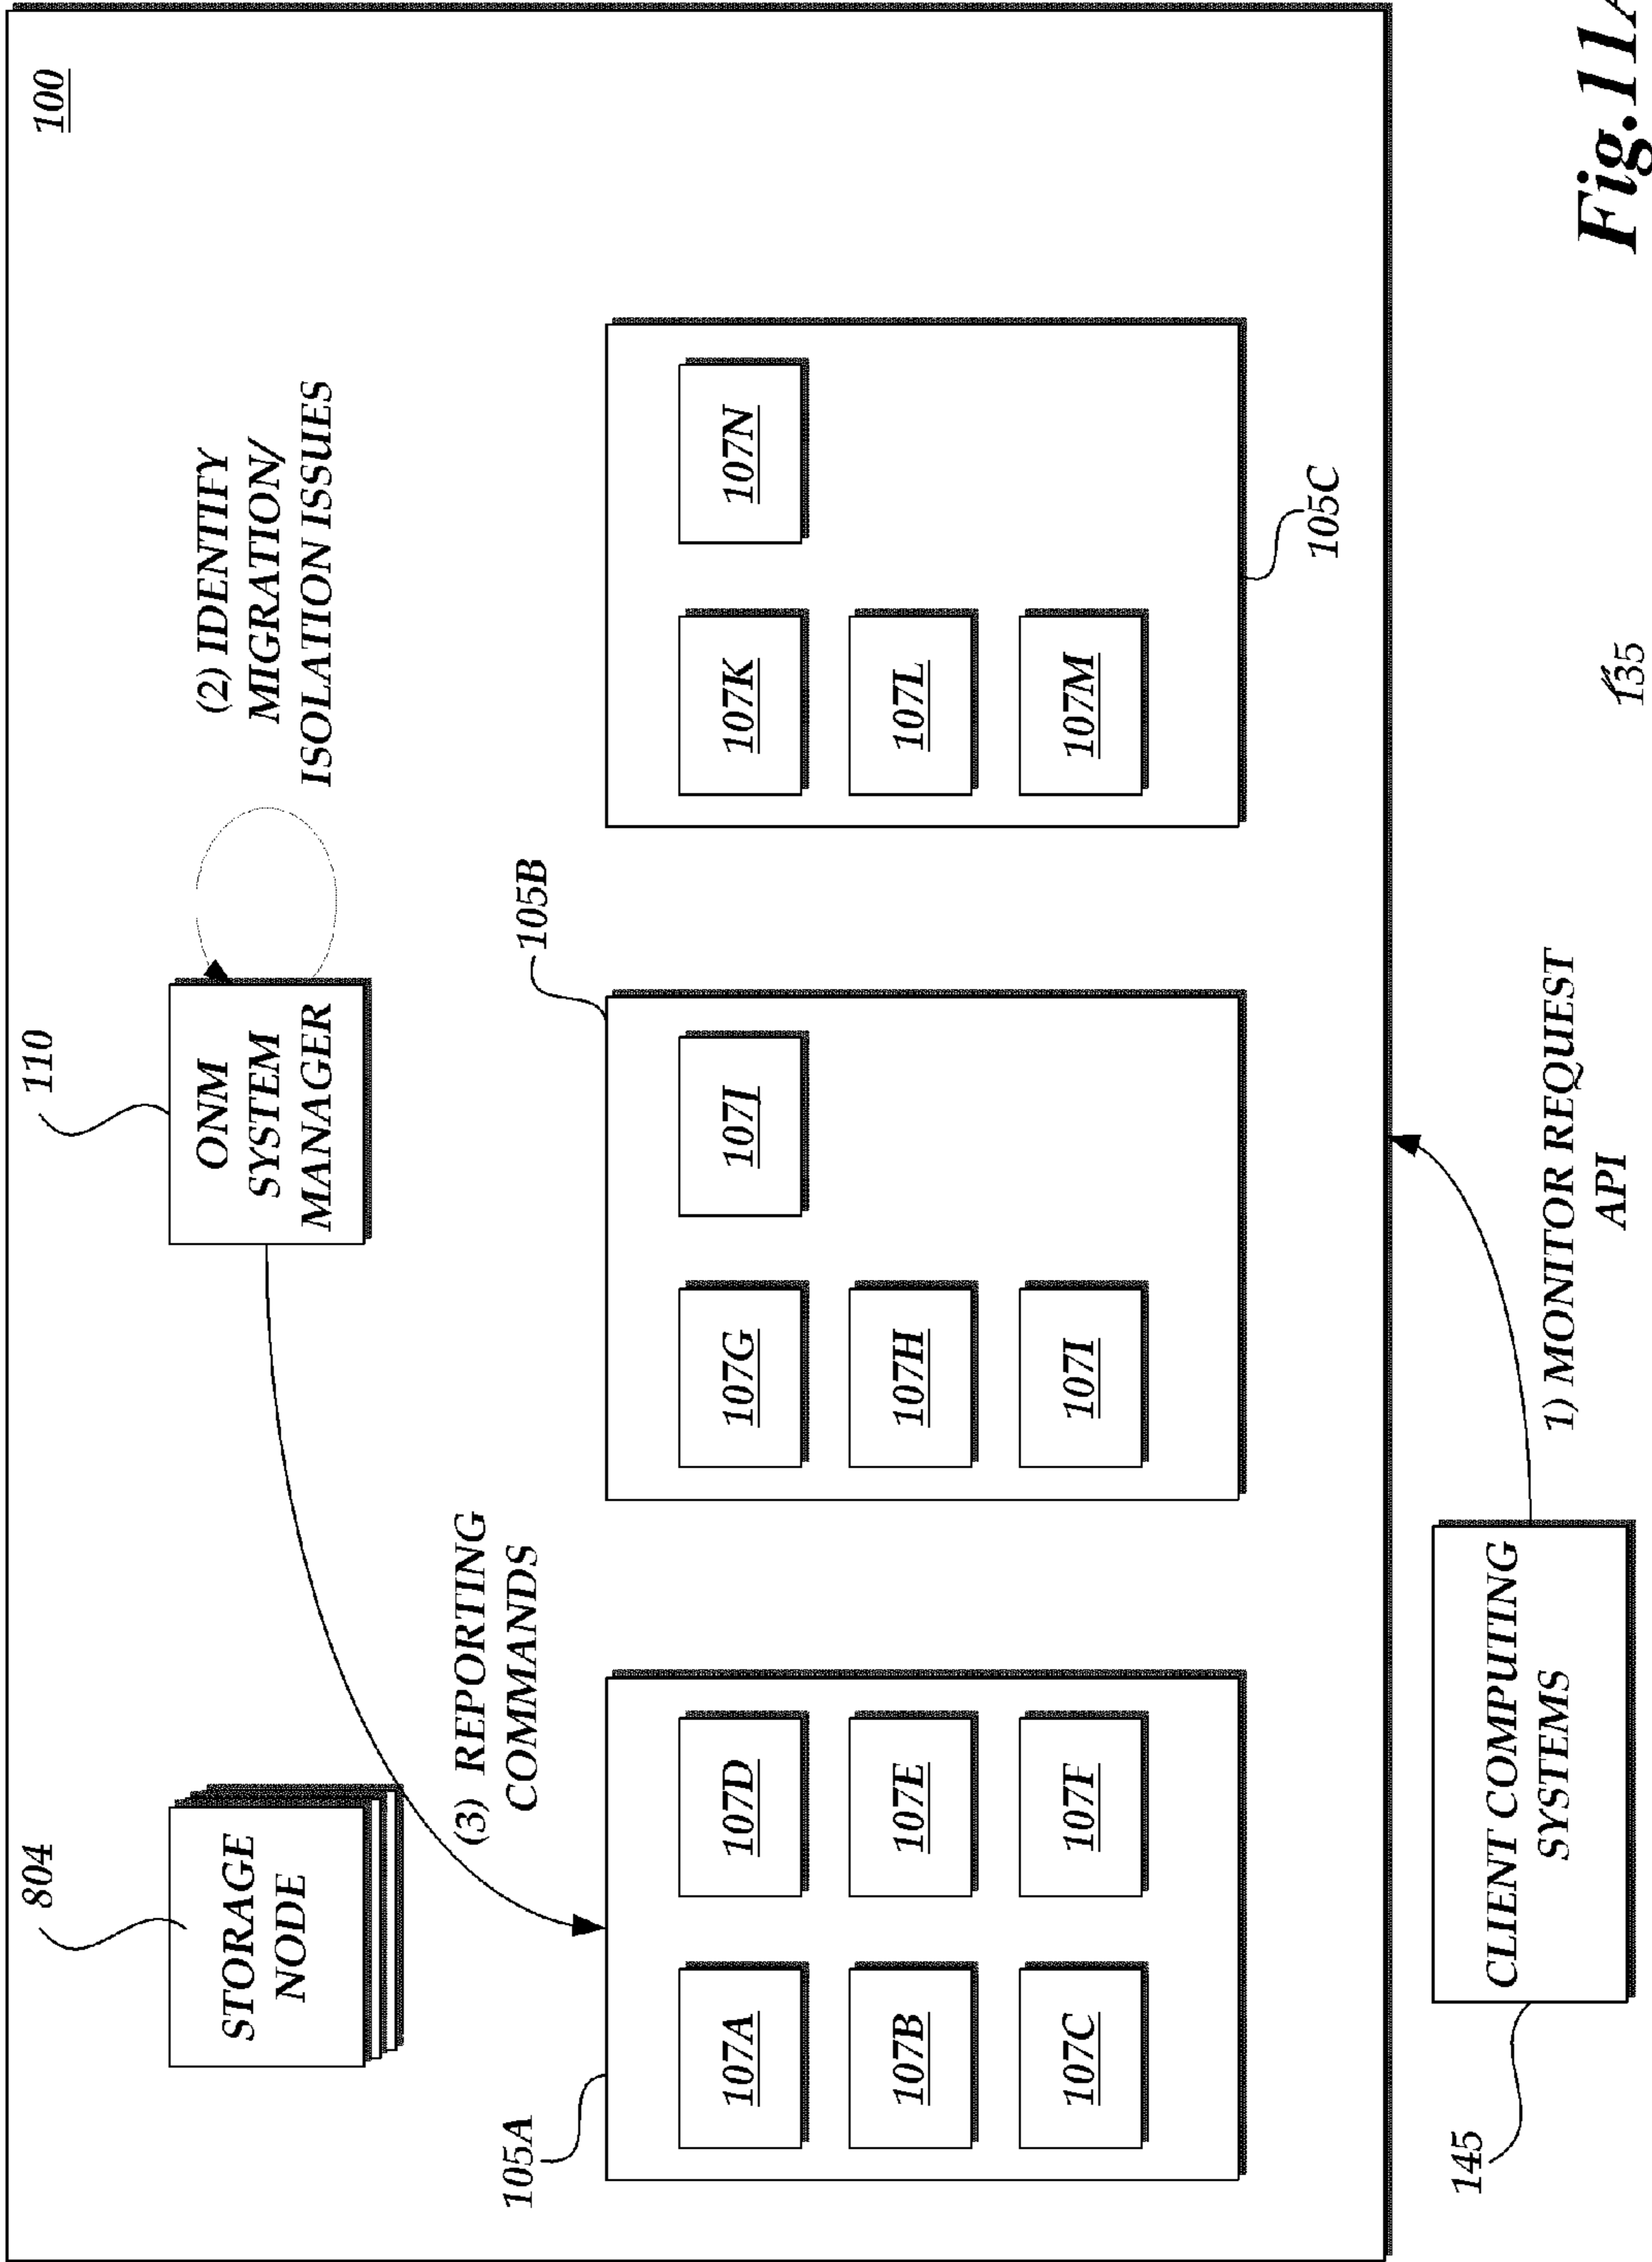 100
804
110
STORAGE
NODE
ONM
SYSTEM
MANAGER
(2) IDENTIFY
MIGRATION/
ISOLATION ISSUES
(3) REPORTING
COMMANDS
105A
105B
107A
107D
107B
107E
107C
107F
107G
107J
107H
107I
107K
107N
107L
107M
105C
145
CLIENT COMPUTING
SYSTEMS
1) MONITOR REQUEST
API
135
Fig.11A